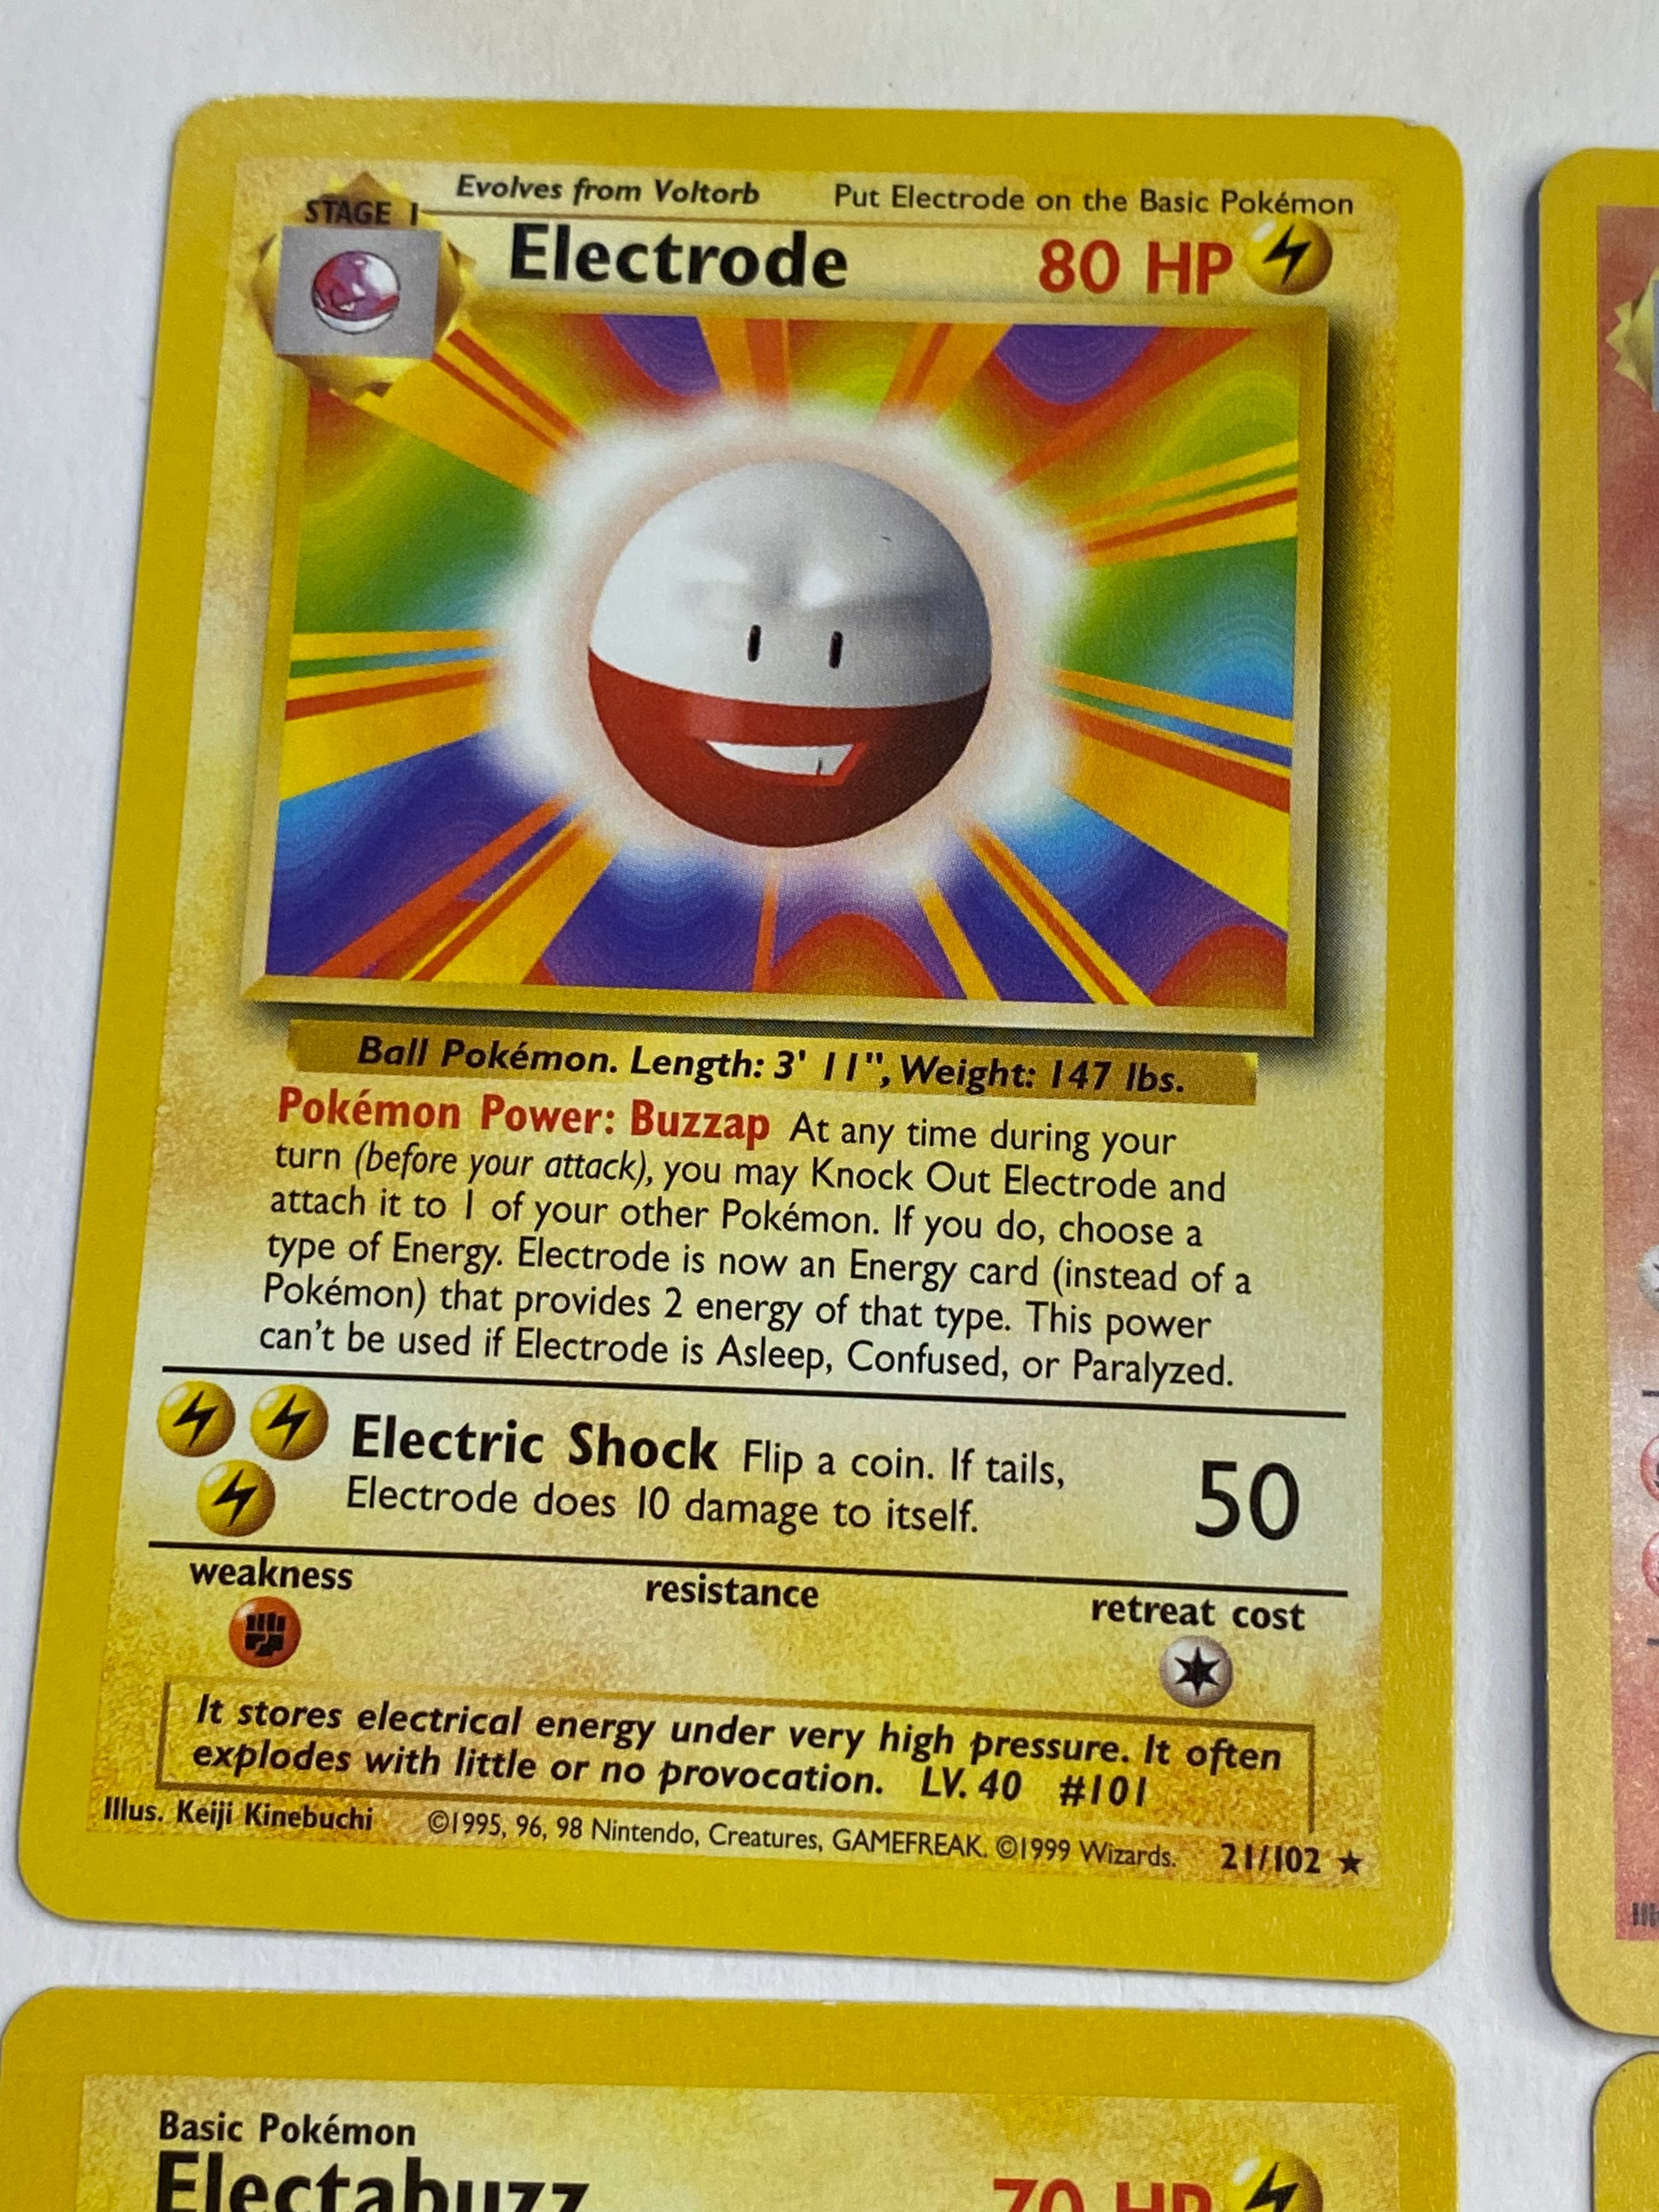 Evolves from Voltorb Put Electrode on the Basic Pokémon
STAGE 1
Electrode 80 HP
Ball Pokémon. Length: 3' 11", Weight: 147 lbs.
Pokémon Power: Buzzap At any time during your
turn (before your attack), you may Knock Out Electrode and
attach it to 1 of your other Pokémon. If you do, choose a
type of Energy. Electrode is now an Energy card (instead of a
Pokémon) that provides 2 energy of that type. This power
can't be used if Electrode is Asleep, Confused, or Paralyzed.
Electric Shock Flip a coin. If tails,
Electrode does 10 damage to itself.
50
weakness resistance retreat cost
It stores electrical energy under very high pressure. It often
explodes with little or no provocation. LV. 40 #101
Illus. Keiji Kinebuchi ©1995, 96, 98 Nintendo, Creatures, GAMEFREAK. ©1999 Wizards. 21/102 ★
Basic Pokémon
Electabuzz 70 HP